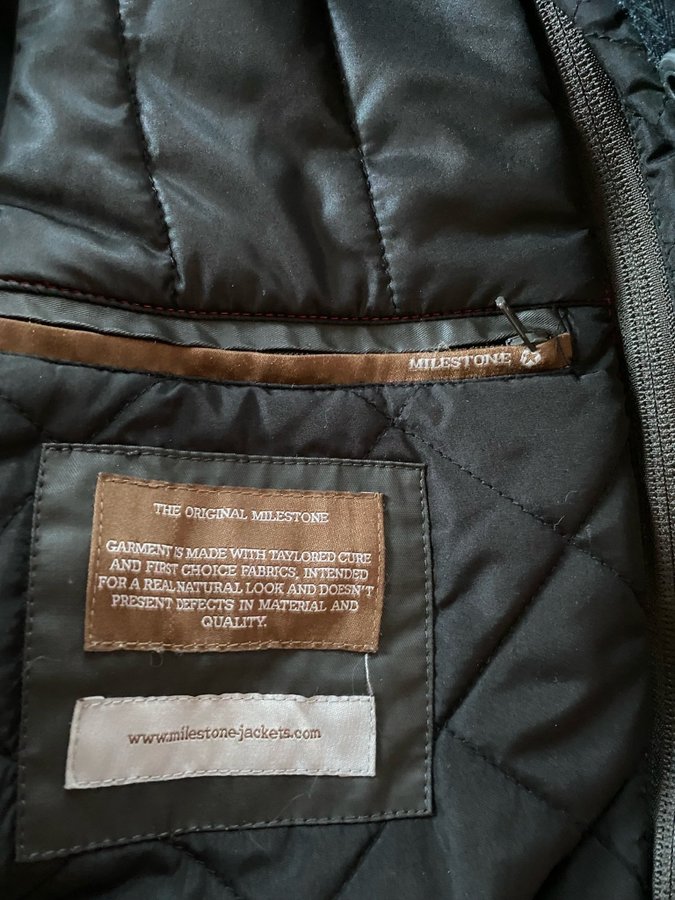 MILESTONE
THE ORIGINAL MILESTONE
GARMENT IS MADE WITH TAYLORED CURE
AND FIRST CHOICE FABRICS, INTENDED
FOR A REAL NATURAL LOOK AND DOESN'T
PRESENT DEFECTS IN MATERIAL AND
QUALITY.
www.milestone-jackets.com